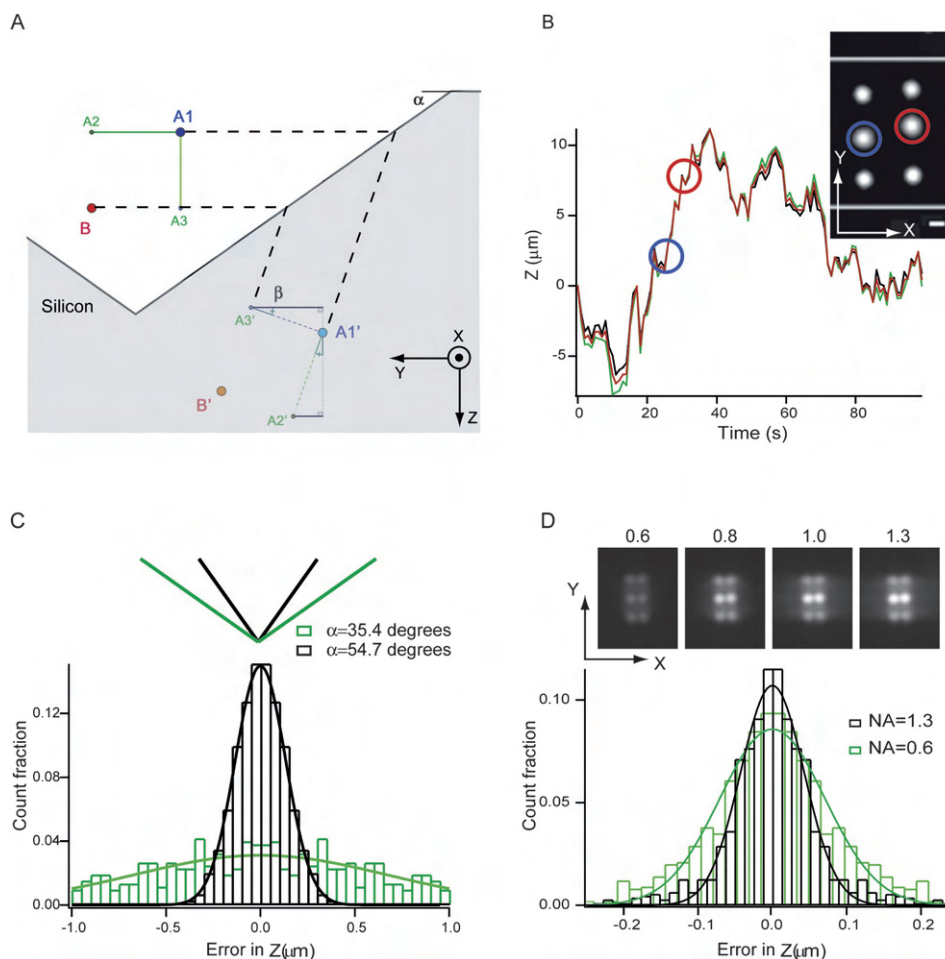 A
α
A2
A1
B
A3
Silicon
β
A3'
A1'
X
Y
B'
Z
A2'
B
10
5
0
-5
Z (μm)
0
20
40
60
80
Time (s)
Y
X
C
α=35.4 degrees
α=54.7 degrees
0.12
0.08
0.04
0.00
Count fraction
-1.0
-0.5
0.0
0.5
1.0
Error in Z(μm)
D
0.6
0.8
1.0
1.3
Y
X
NA=1.3
NA=0.6
0.10
0.05
0.00
Count fraction
-0.2
-0.1
0.0
0.1
0.2
Error in Z(μm)